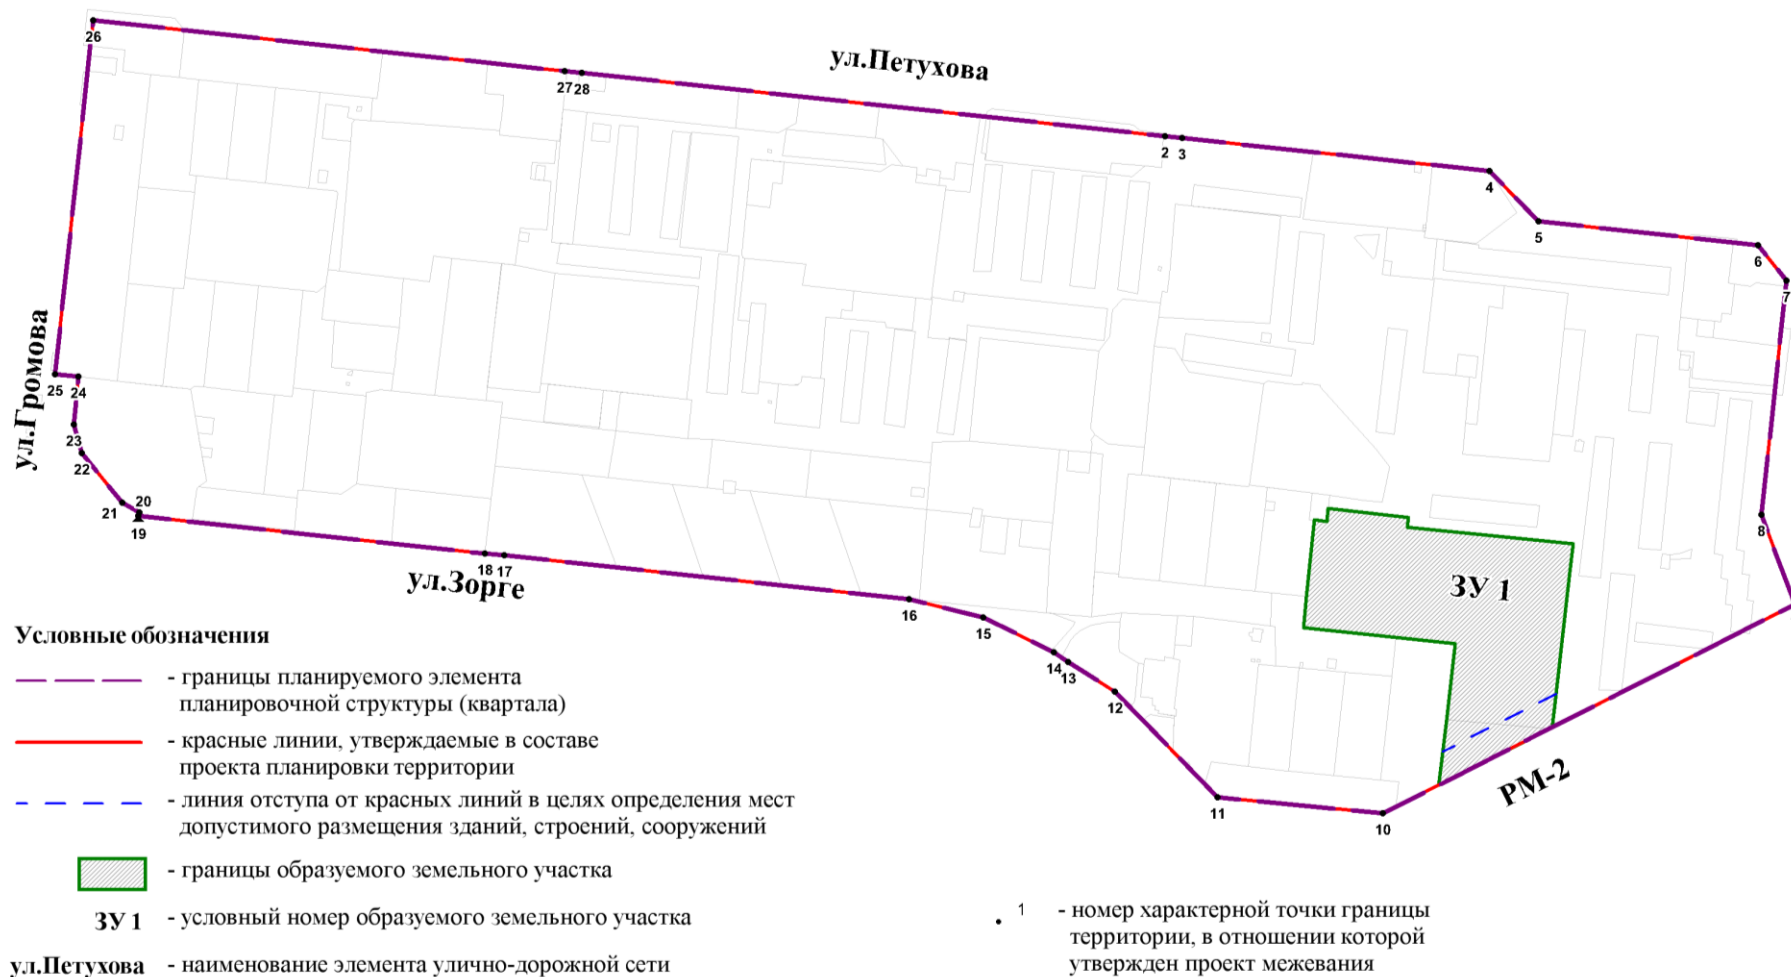 26
27 28
ул.Петухова
2 3
4
5
6
7
ул.Громова
25 24
23
22
21
20
19
18 17
ул.Зорге
16
15
14
13
12
11
10
8
ЗУ 1
РМ-2
Условные обозначения
- границы планируемого элемента
планировочной структуры (квартала)
- красные линии, утверждаемые в составе
проекта планировки территории
- линия отступа от красных линий в целях определения мест
допустимого размещения зданий, строений, сооружений
- границы образуемого земельного участка
ЗУ 1 - условный номер образуемого земельного участка
ул.Петухова - наименование элемента улично-дорожной сети
1 - номер характерной точки границы
территории, в отношении которой
утвержден проект межевания